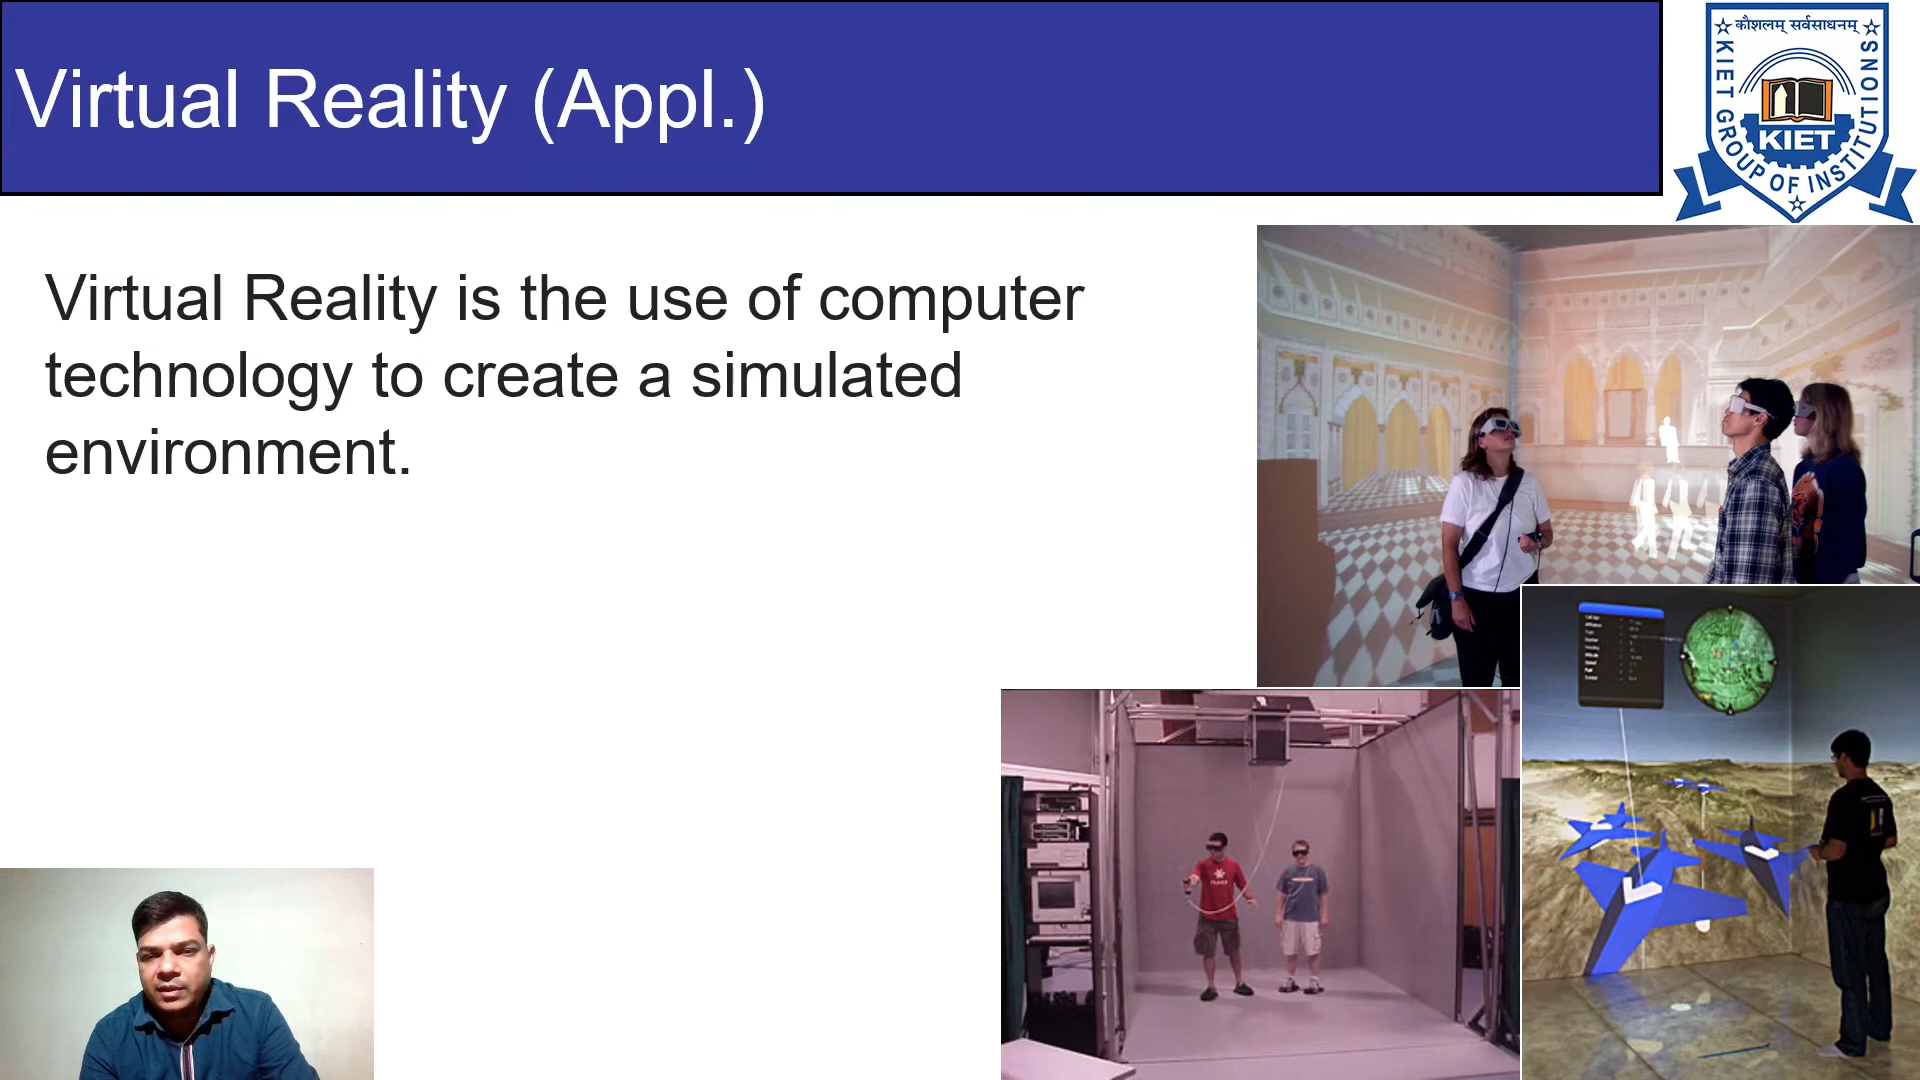 Virtual Reality (Appl.)
कौशलम् सर्वसाधनम्
KIET GROUP OF INSTITUTIONS
KIET
Virtual Reality is the use of computer
technology to create a simulated
environment.